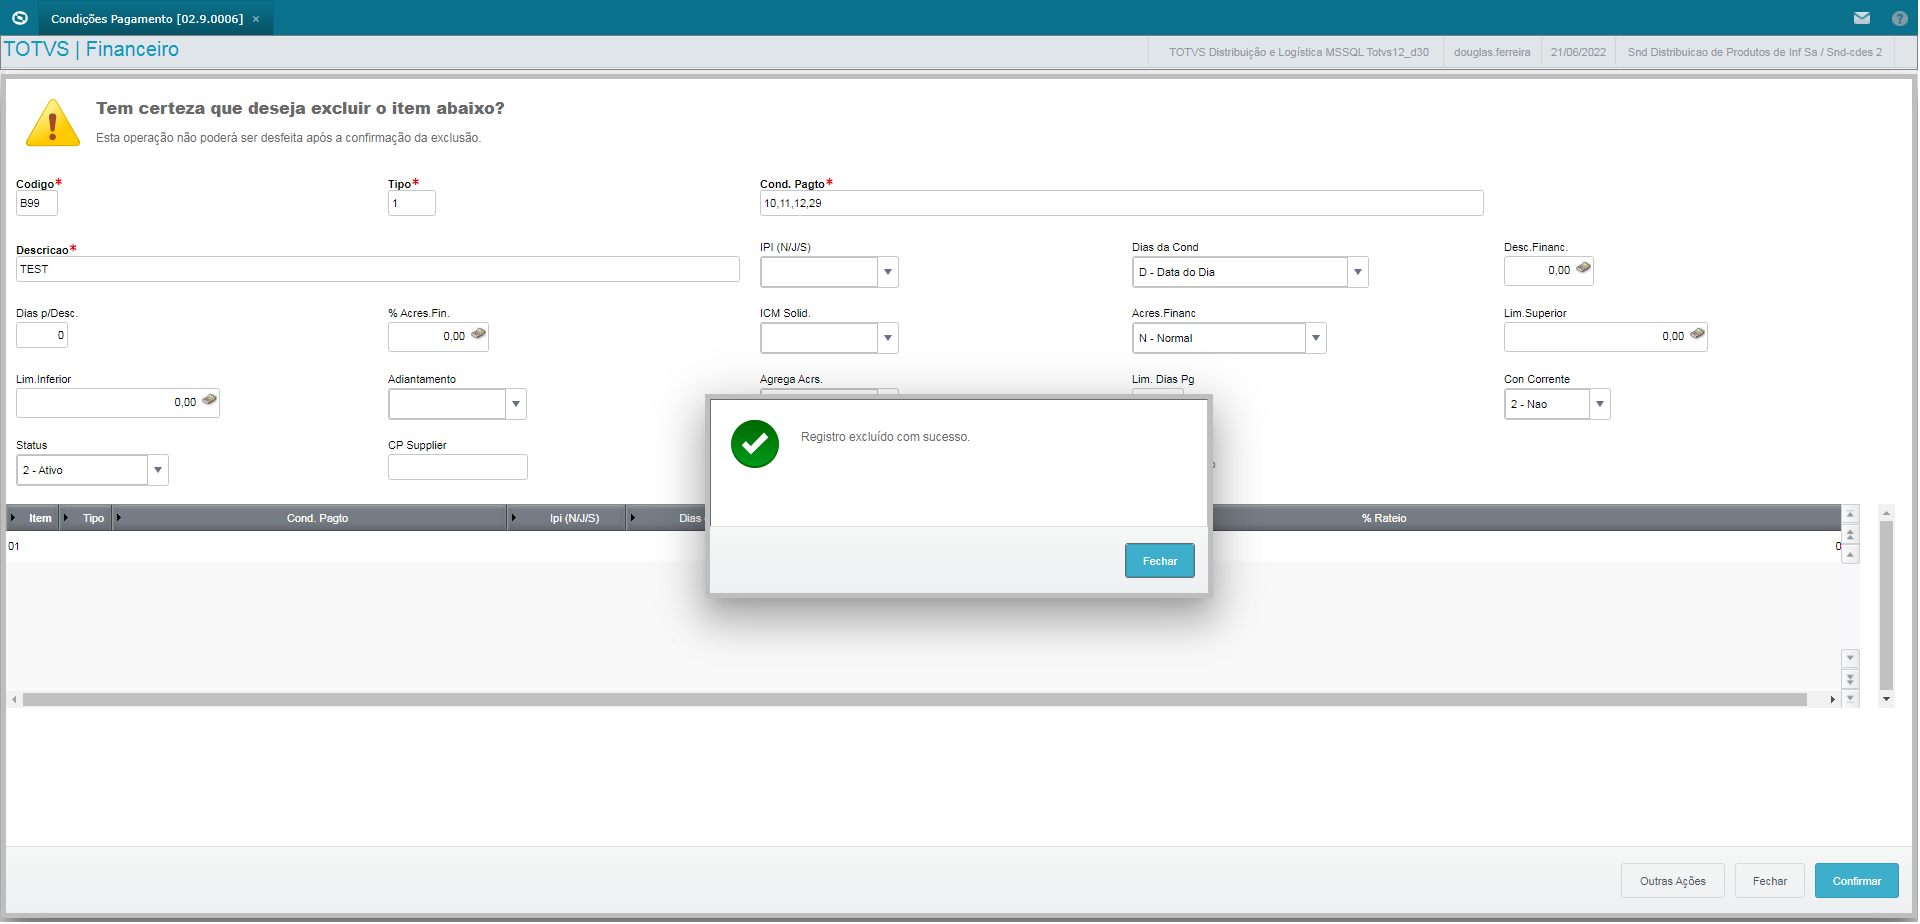 Condições Pagamento [02.9.0006] ×
TOTVS | Financeiro
TOTVS Distribuição e Logística MSSQL Totvs12_d30
douglas.ferreira
21/06/2022
Snd Distribuicao de Produtos de Inf Sa / Snd-cdes 2
Tem certeza que deseja excluir o item abaixo?
Esta operação não poderá ser desfeita após a confirmação da exclusão.
Codigo*
Tipo*
Cond. Pagto*
B99
1
10,11,12,29
Descricao*
IPI (N/J/S)
Dias da Cond
Desc.Financ.
TEST
D - Data do Dia
0,00
Dias p/Desc.
% Acres.Fin.
ICM Solid.
Acres.Financ
Lim.Superior
0
0,00
N - Normal
0,00
Lim.Inferior
Adiantamento
Agrega Acrs.
Lim. Dias Pg
Con Corrente
0,00
2 - Nao
Status
CP Supplier
2 - Ativo
Registro excluído com sucesso.
Fechar
Item
Tipo
Cond. Pagto
Ipi (N/J/S)
Dias
% Rateio
01
0
Outras Ações
Fechar
Confirmar